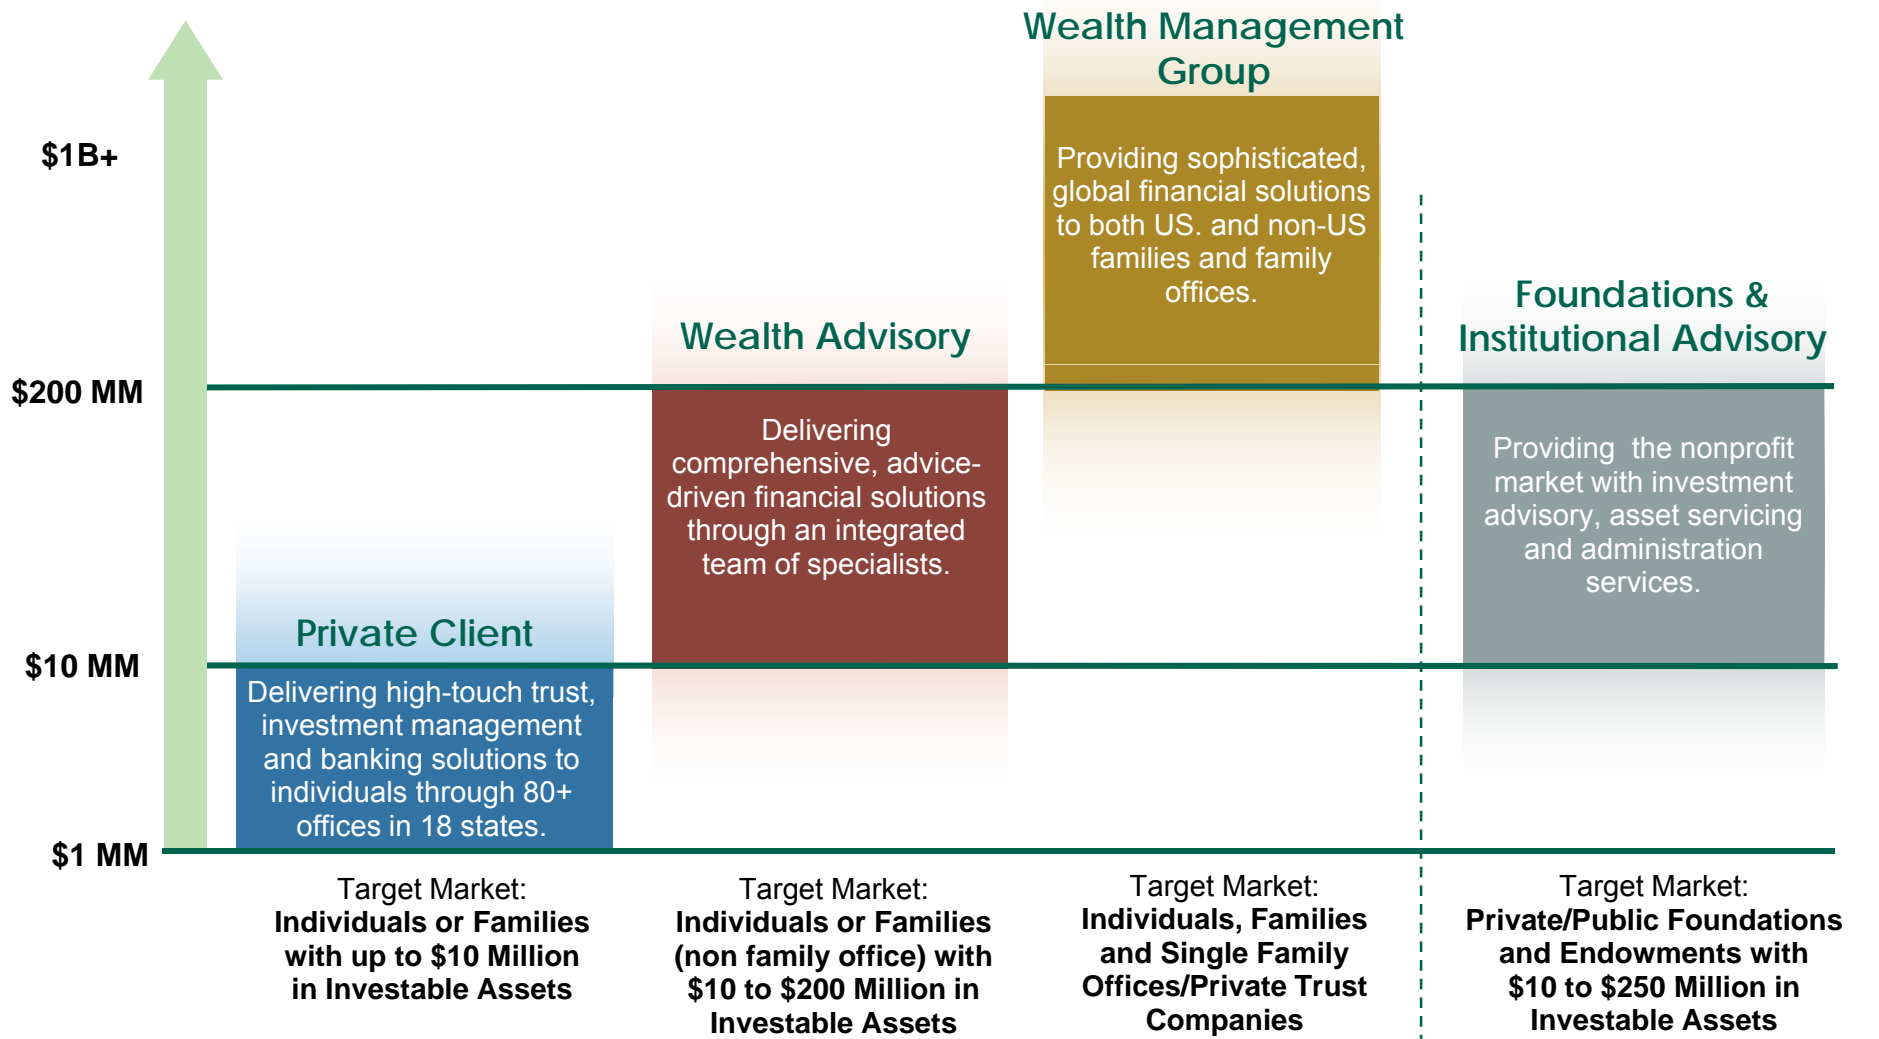 Wealth Management
Group
$1B+
Providing sophisticated,
global financial solutions
to both US. and non-US
families and family
offices.
Foundations &
Institutional Advisory
Wealth Advisory
$200 MM
Delivering
comprehensive, advice-
driven financial solutions
through an integrated
team of specialists.
Providing  the nonprofit
market with investment
advisory, asset servicing
and administration
services.
Private Client
$10 MM
Delivering high-touch trust,
investment management
and banking solutions to
individuals through 80+
offices in 18 states.
$1 MM
Target Market:
Individuals or Families
with up to $10 Million
in Investable Assets
Target Market:
Individuals or Families
(non family office) with
$10 to $200 Million in
Investable Assets
Target Market:
Individuals, Families
and Single Family
Offices/Private Trust
Companies
Target Market:
Private/Public Foundations
and Endowments with
$10 to $250 Million in
Investable Assets